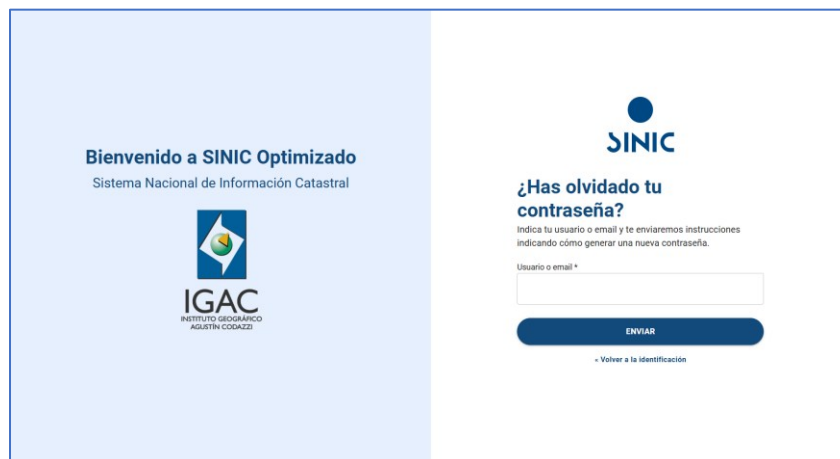 Bienvenido a SINIC Optimizado
Sistema Nacional de Información Catastral
IGAC
INSTITUTO GEOGRÁFICO
AGUSTÍN CODAZZI
SINIC
¿Has olvidado tu
contraseña?
Indica tu usuario o email y te enviaremos instrucciones
indicando cómo generar una nueva contraseña.
Usuario o email *
ENVIAR
« Volver a la identificación